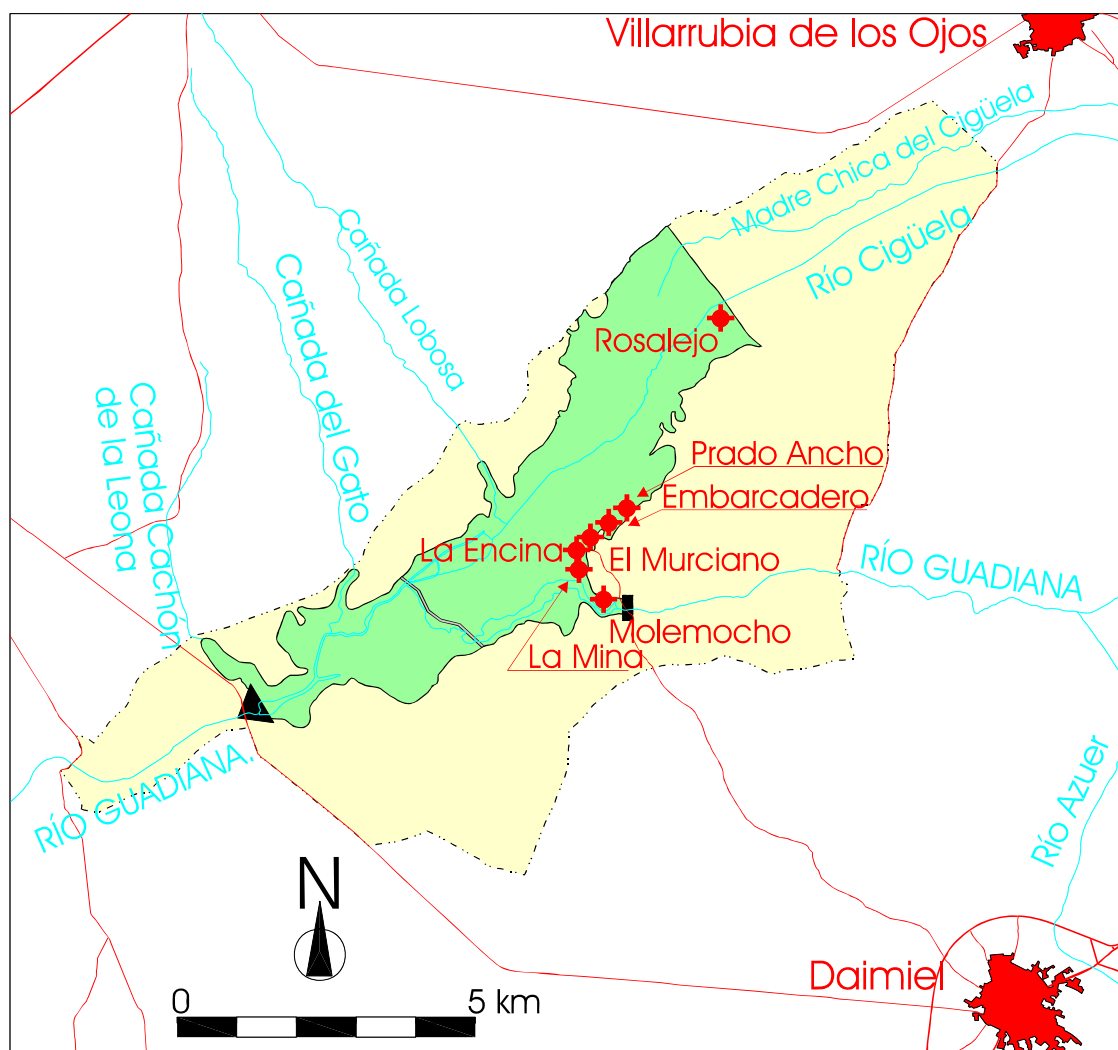 Villarrubia de los Ojos
Madre Chica del Cigüela
Río Cigüela
Cañada Lobosa
Cañada del Gato
Cañada Cachón
de la Leona
Rosalejo
Prado Ancho
Embarcadero
La Encina
El Murciano
RÍO GUADIANA
Molemocho
La Mina
RÍO GUADIANA.
Río Azuer
N
Daimiel
0 5 km